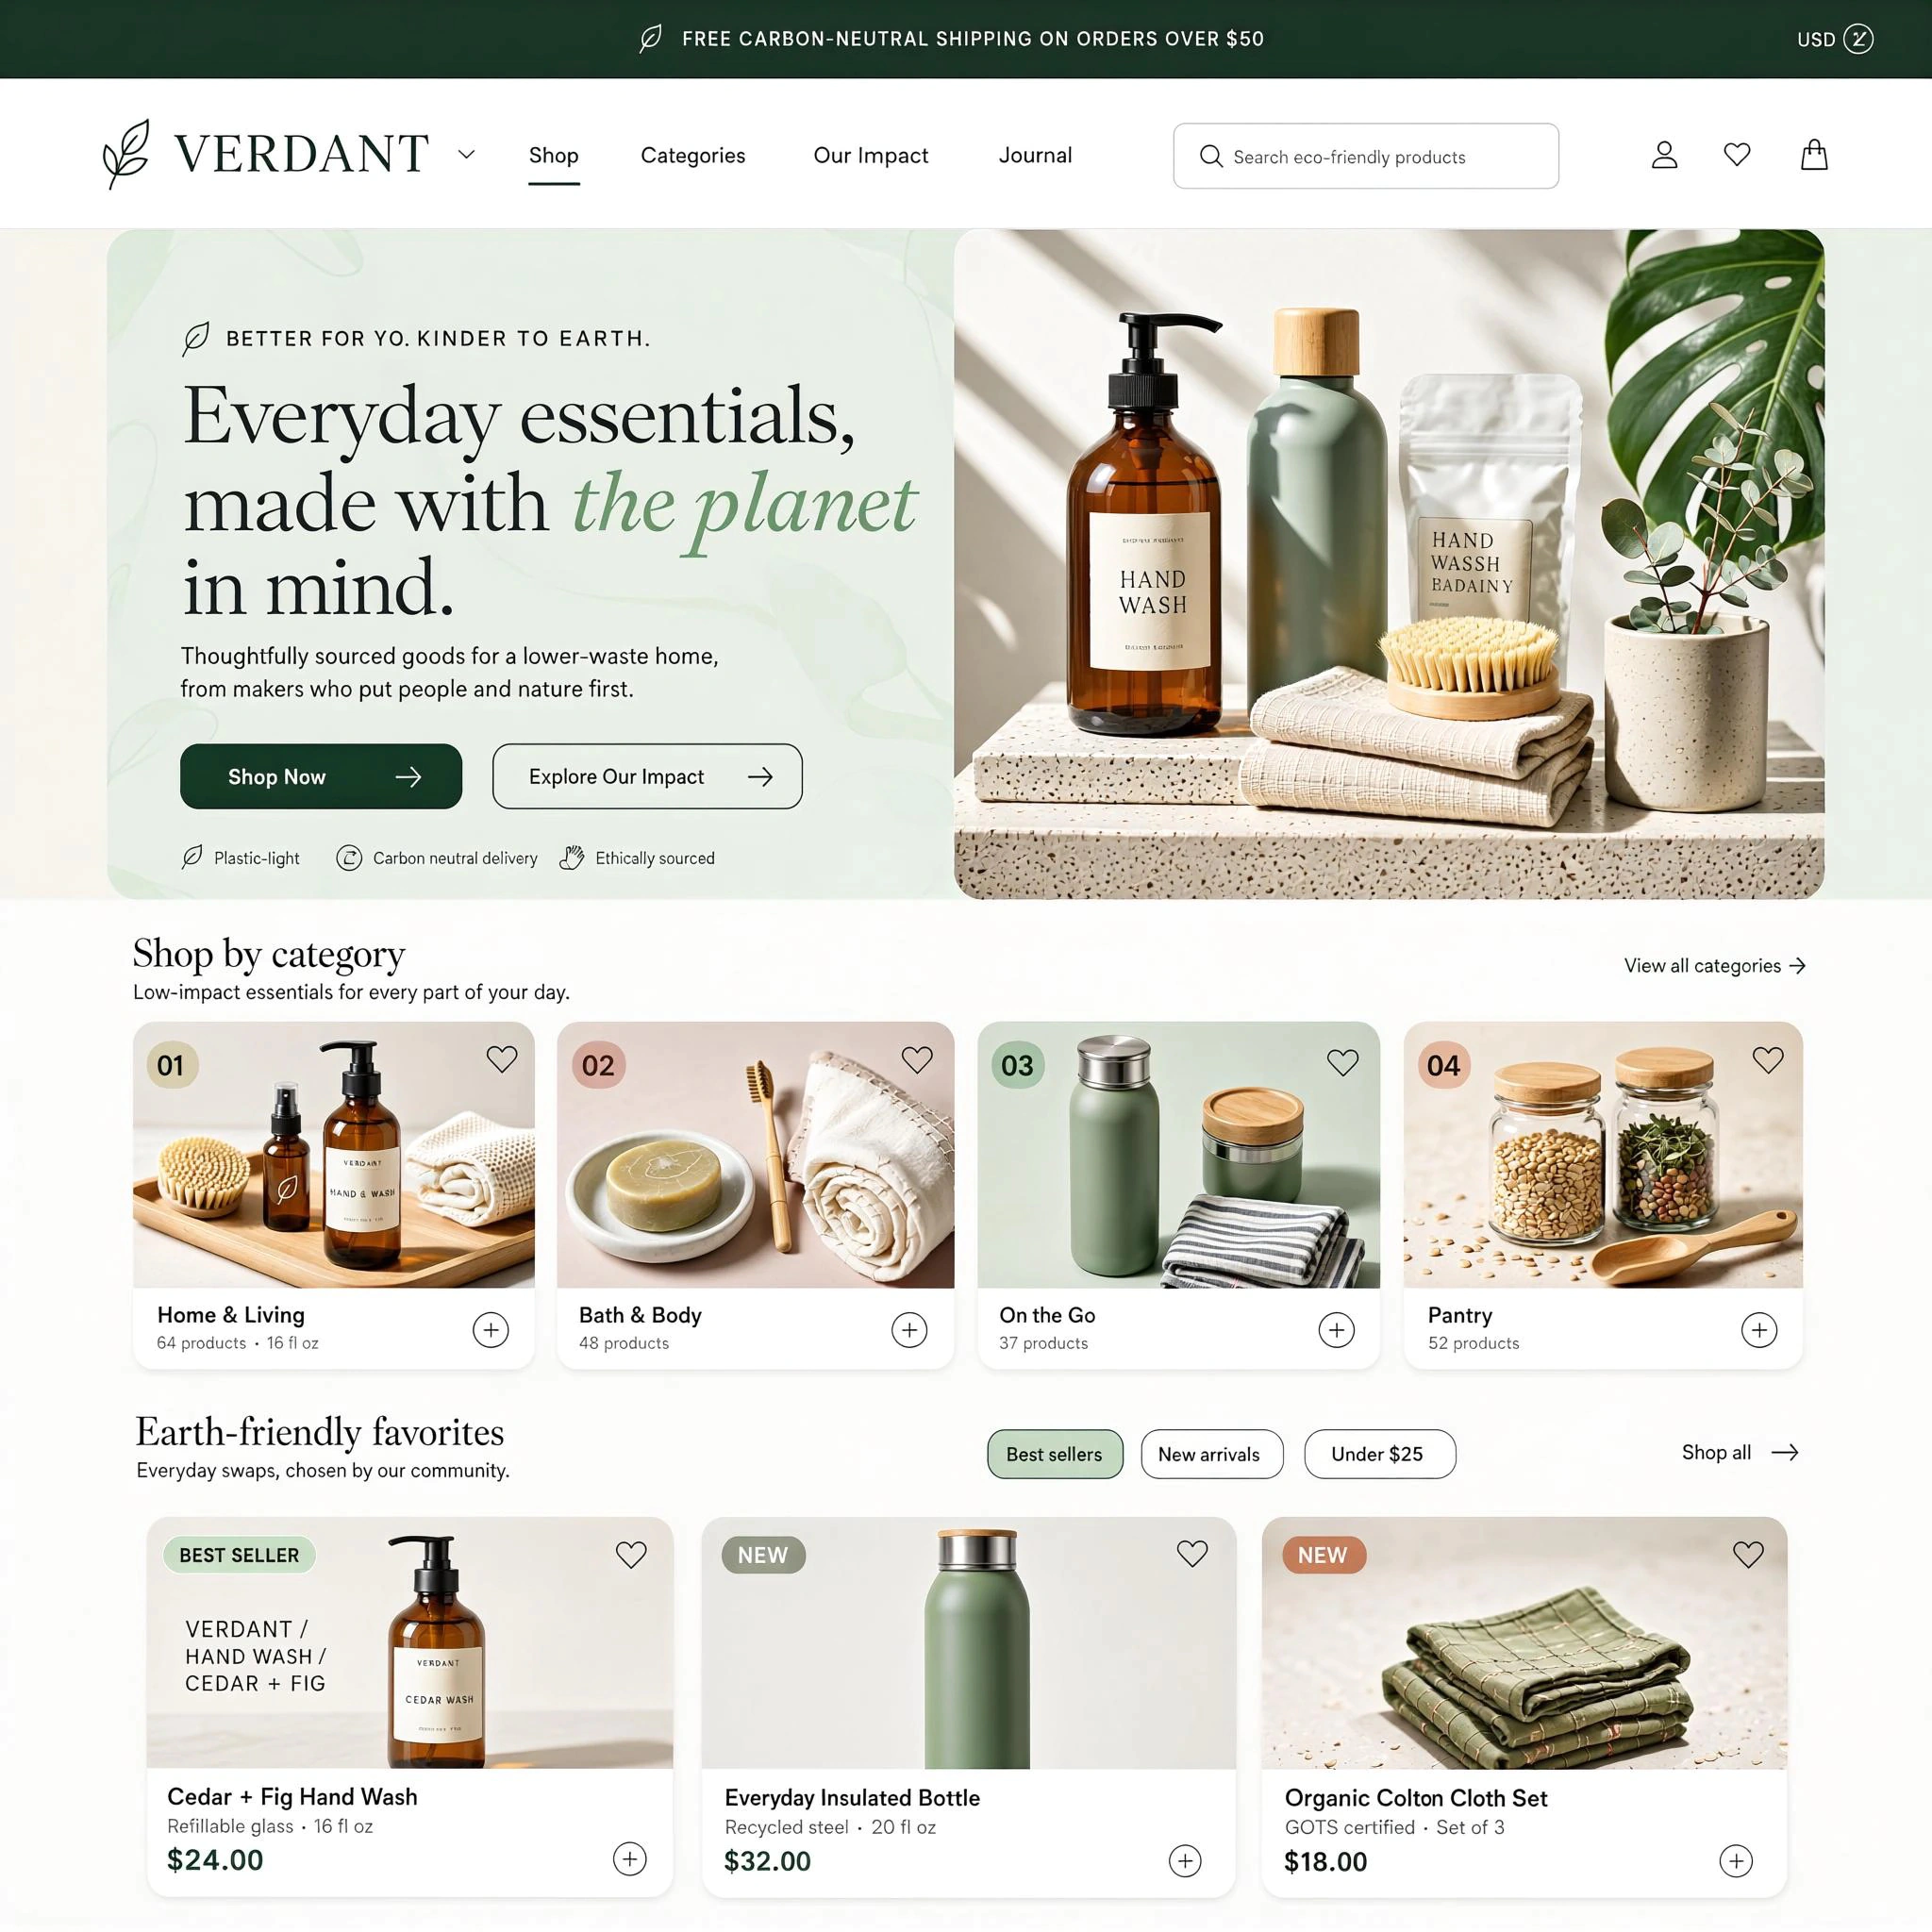 FREE CARBON-NEUTRAL SHIPPING ON ORDERS OVER $50
USD
VERDANT
Shop
Categories
Our Impact
Journal
Search eco-friendly products
BETTER FOR YO. KINDER TO EARTH.
Everyday essentials,
made with the planet
in mind.
Thoughtfully sourced goods for a lower-waste home,
from makers who put people and nature first.
Shop Now
Explore Our Impact
Plastic-light
Carbon neutral delivery
Ethically sourced
HAND
WASH
HAND
WASSH
BADAINY
Shop by category
Low-impact essentials for every part of your day.
View all categories
01
VERDANT
HAND & WASH
02
03
04
Home & Living
64 products • 16 fl oz
Bath & Body
48 products
On the Go
37 products
Pantry
52 products
Earth-friendly favorites
Everyday swaps, chosen by our community.
Best sellers
New arrivals
Under $25
Shop all
BEST SELLER
VERDANT /
HAND WASH /
CEDAR + FIG
VERDANT
CEDAR WASH
NEW
NEW
Cedar + Fig Hand Wash
Refillable glass • 16 fl oz
$24.00
Everyday Insulated Bottle
Recycled steel • 20 fl oz
$32.00
Organic Colton Cloth Set
GOTS certified • Set of 3
$18.00